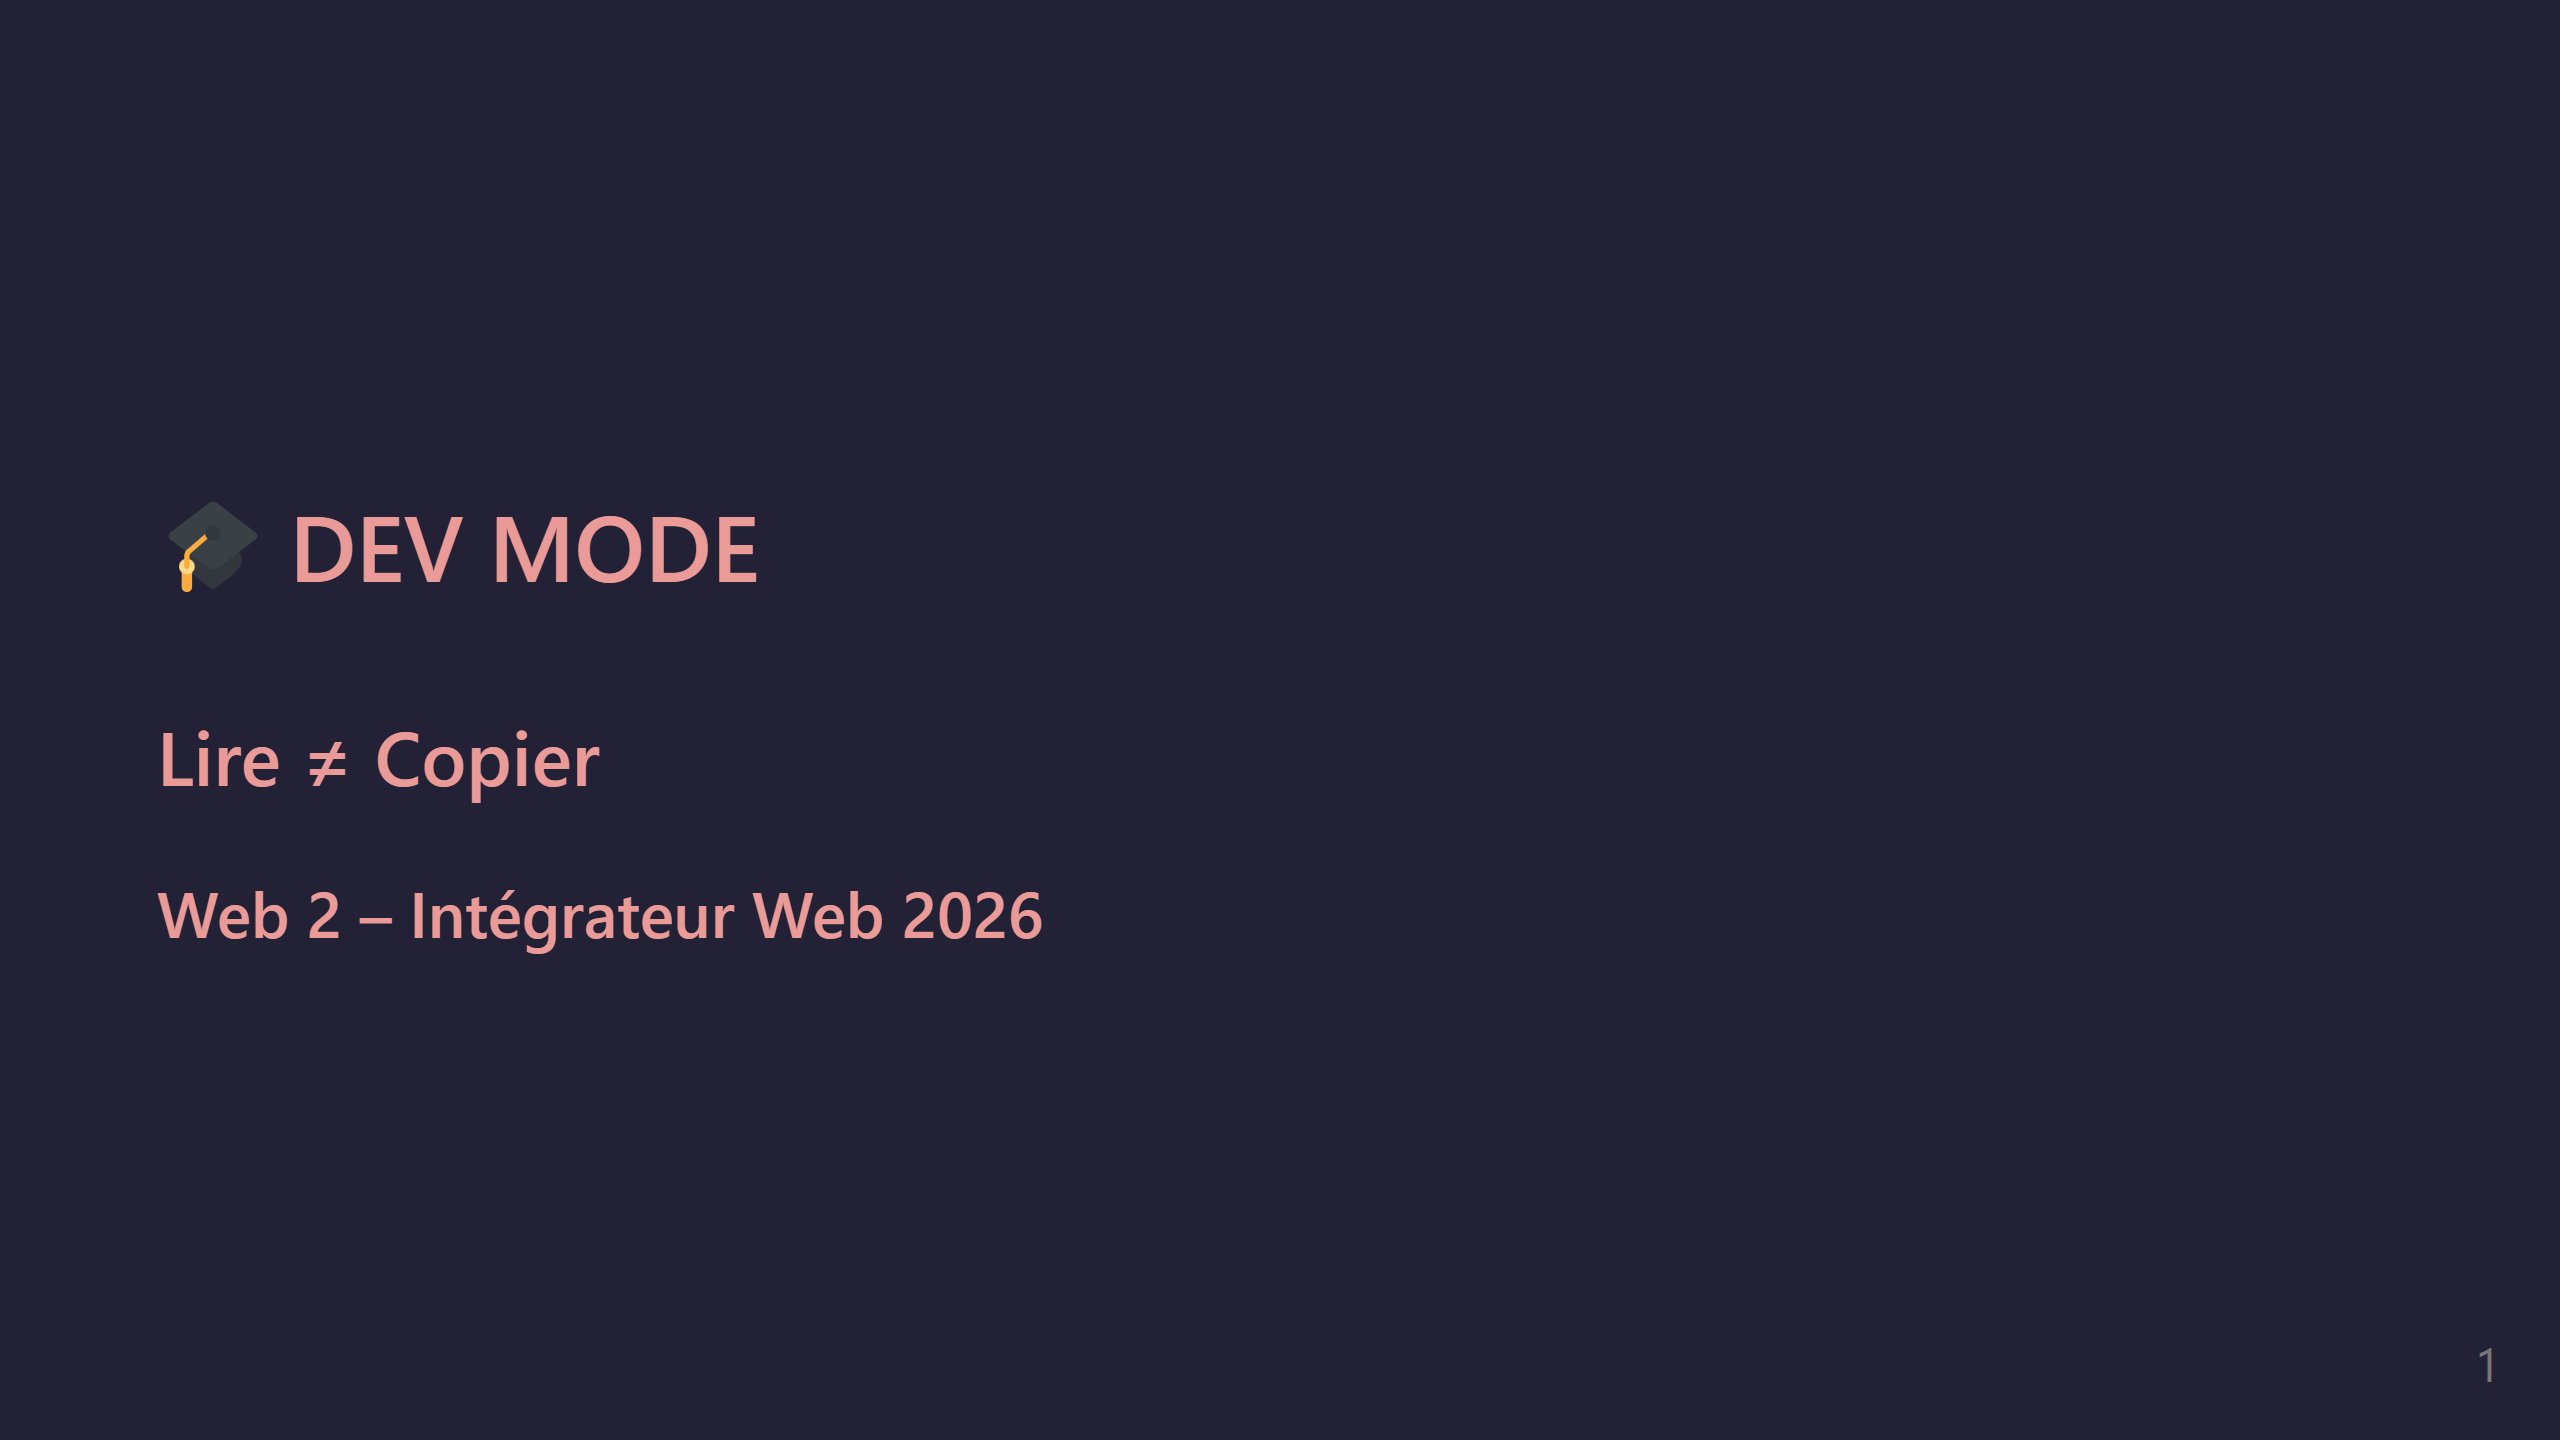 🎓 DEV MODE
Lire ≠ Copier
Web 2 – Intégrateur Web 2026
1